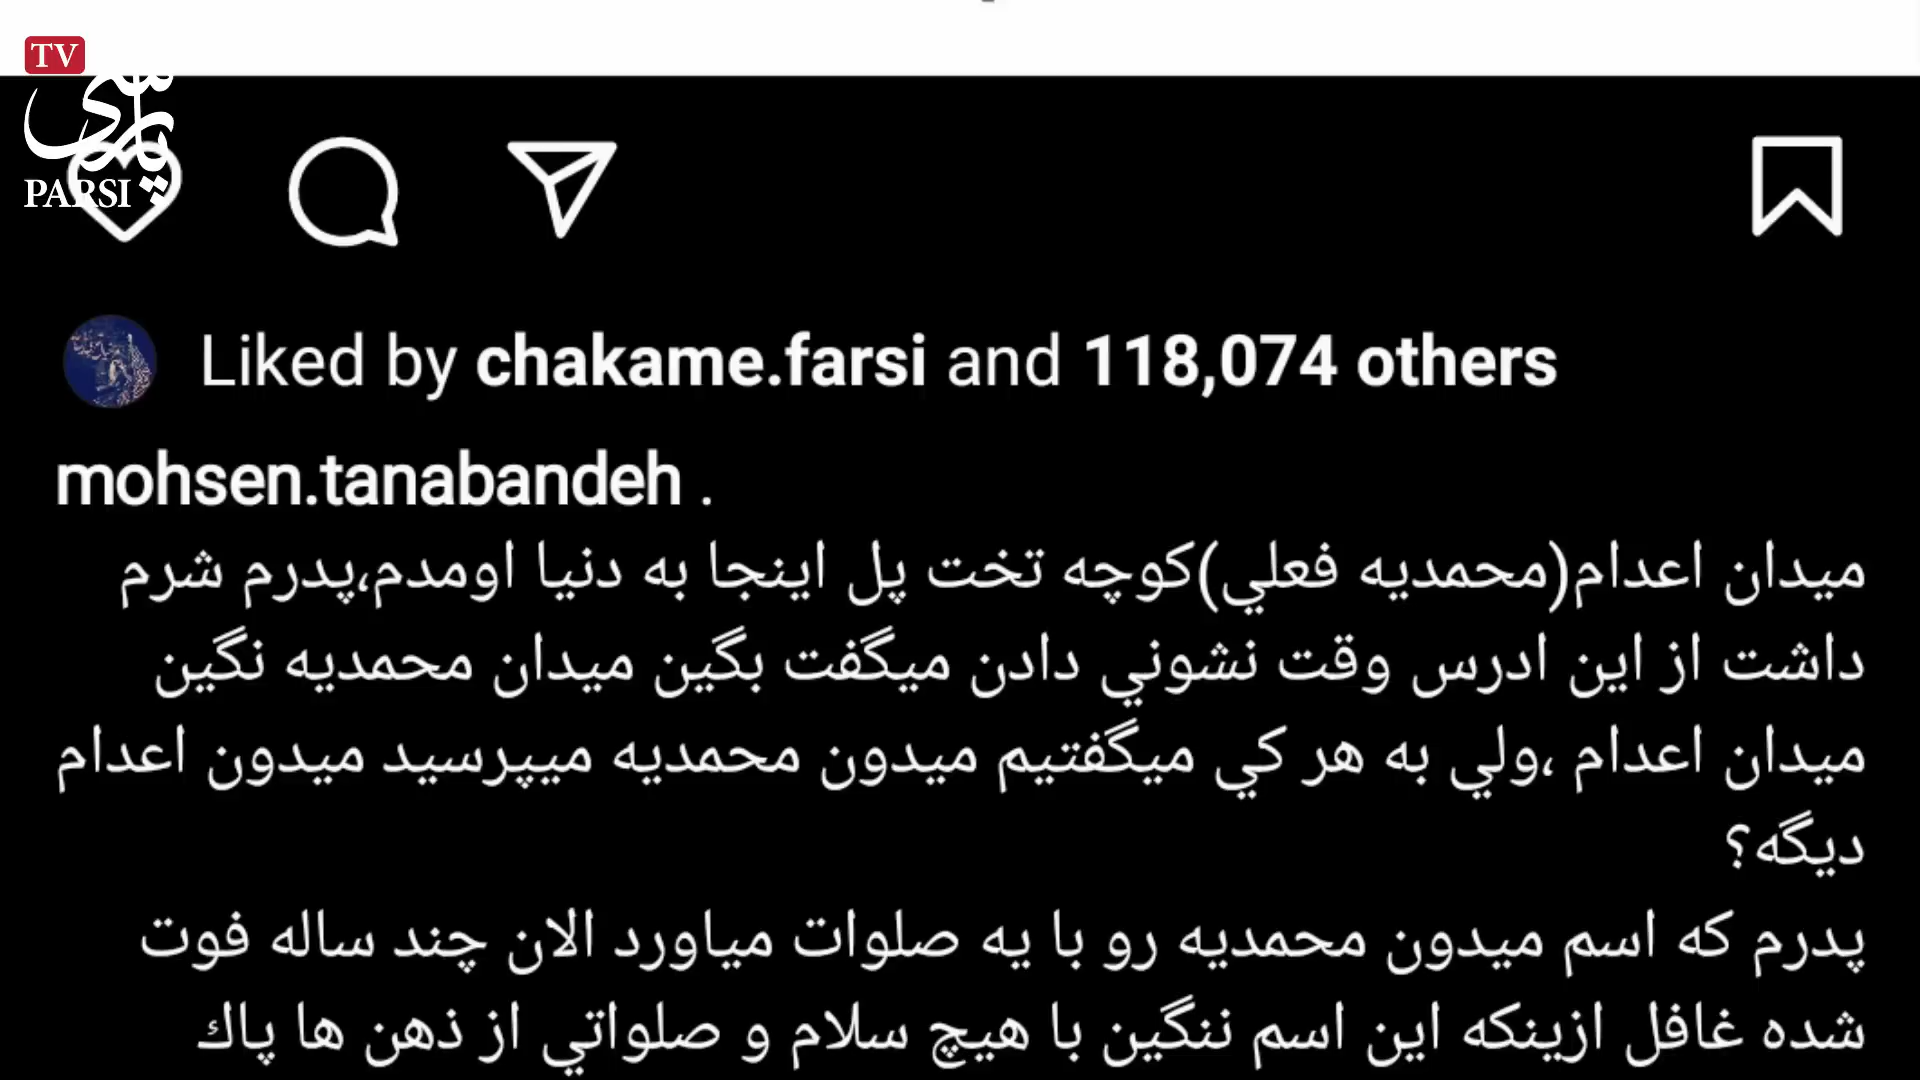 TV
پارسی
PARSI
Liked by chakame.farsi and 118,074 others
mohsen.tanabandeh .
ميدان اعدام(محمديه فعلي)كوچه تخت پل اينجا به دنيا اومدم،پدرم شرم
داشت از اين ادرس وقت نشوني دادن ميگفت بگين ميدان محمديه نگين
ميدان اعدام ،ولي به هر كي ميگفتيم ميدون محمديه ميپرسيد ميدون اعدام
ديگه؟
پدرم كه اسم ميدون محمديه رو با يه صلوات مياورد الان چند ساله فوت
شده غافل ازينكه اين اسم ننگين با هيچ سلام و صلواتي از ذهن ها پاك